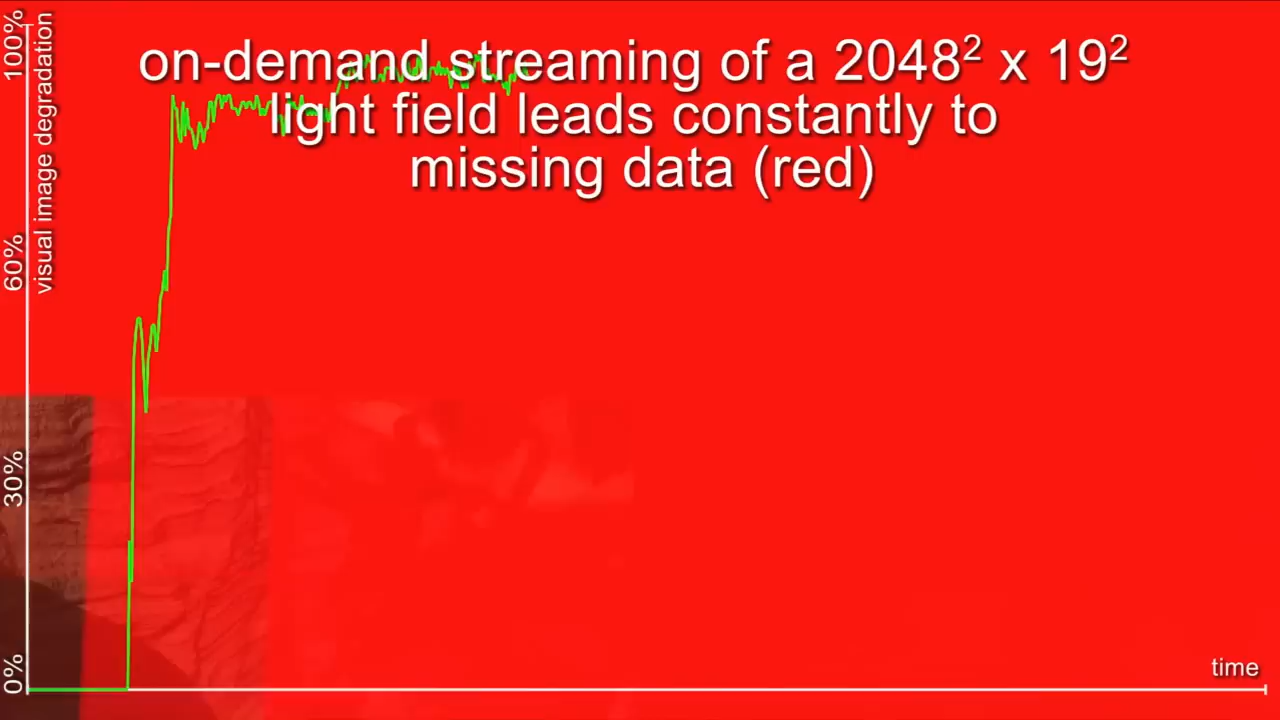 on-demand streaming of a 2048² x 19²
light field leads constantly to
missing data (red)
100%
visual image degradation
60%
30%
0%
time